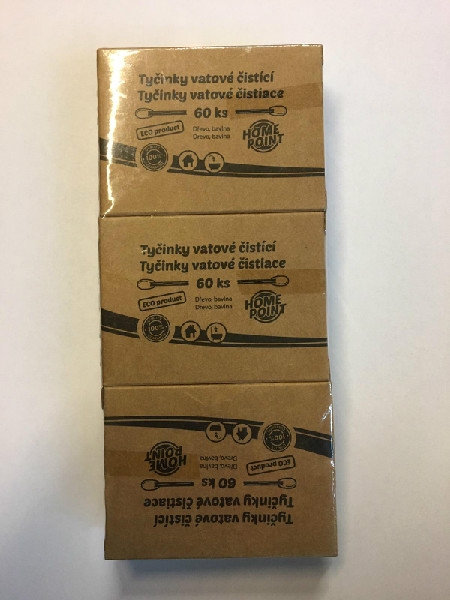 Tyčinky vatové čistící
Tyčinky vatové čistiace
60 ks
ECO product
Dřevo, bavlna
Drevo, bavlna
HOME
POINT
100%
Tyčinky vatové čistící
Tyčinky vatové čistiace
60 ks
ECO product
Dřevo, bavlna
Drevo, bavlna
HOME
POINT
100%
Tyčinky vatové čistící
Tyčinky vatové čistiace
60 ks
ECO product
Dřevo, bavlna
Drevo, bavlna
HOME
POINT